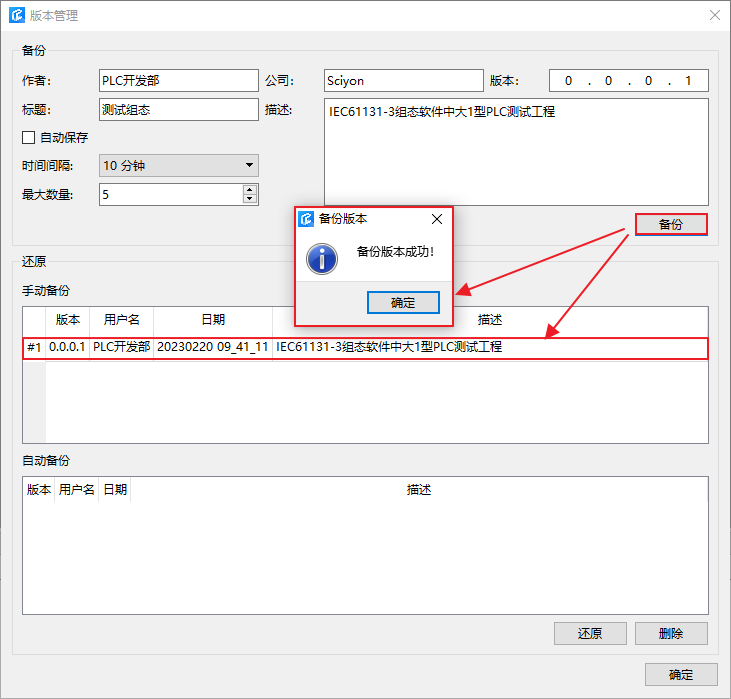 版本管理
备份
作者: PLC开发部 公司: Sciyon 版本: 0 . 0 . 0 . 1
标题: 测试组态 描述: IEC61131-3组态软件中大1型PLC测试工程
自动保存
时间间隔: 10 分钟
最大数量: 5
备份
备份版本
备份版本成功!
确定
还原
手动备份
版本 用户名 日期 描述
#1 0.0.0.1 PLC开发部 20230220 09_41_11 IEC61131-3组态软件中大1型PLC测试工程
自动备份
版本 用户名 日期 描述
还原 删除
确定